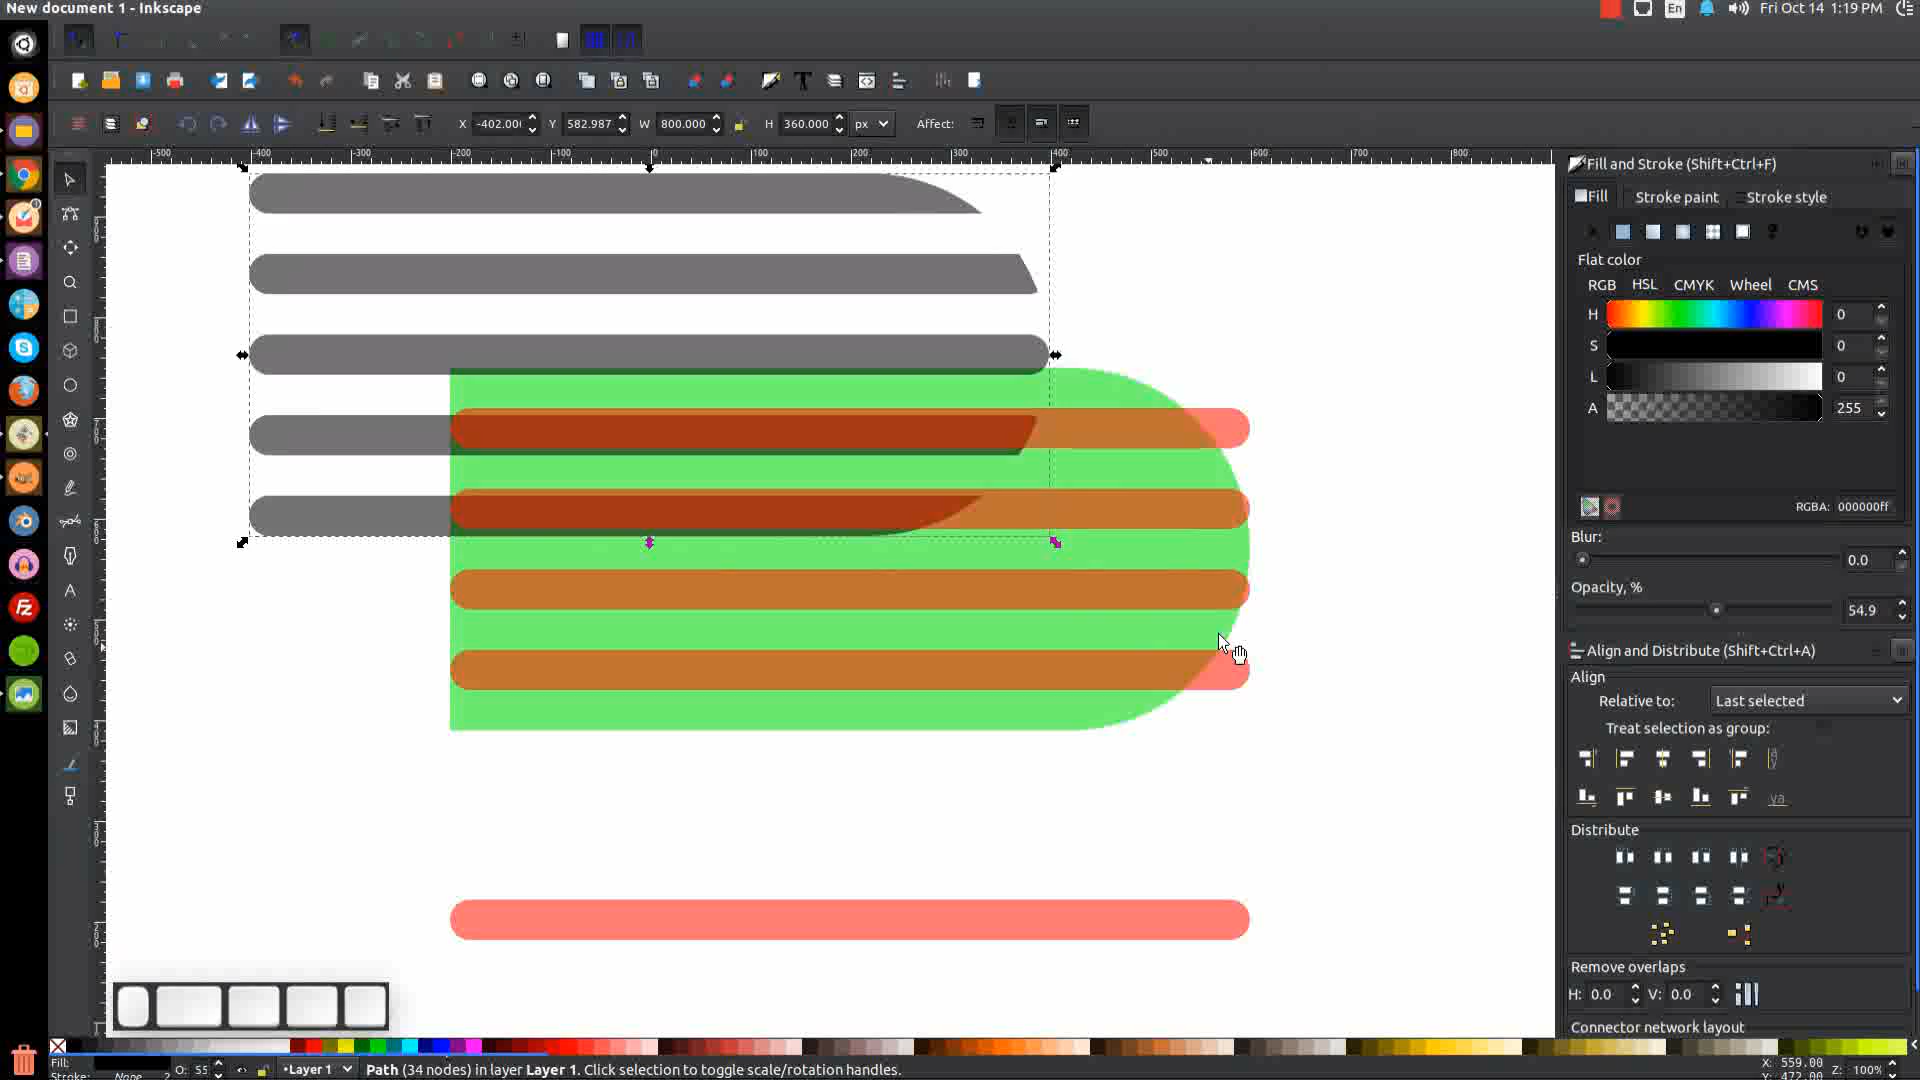 New document 1 - Inkscape
En
Fri Oct 14 1:19 PM
X -402.00( Y 582.987 W 800.000 H 360.000 px Affect:
-500 -400 -300 -200 -100 0 100 200 300 400 500 600 700 800
Fill and Stroke (Shift+Ctrl+F)
Fill Stroke paint Stroke style
Flat color
RGB HSL CMYK Wheel CMS
H 0
S 0
L 0
A 255
RGBA: 000000ff
Blur:
0.0
Opacity, %
54.9
Align and Distribute (Shift+Ctrl+A)
Align
Relative to: Last selected
Treat selection as group:
Distribute
Remove overlaps
H: 0.0 V: 0.0
Connector network layout
Fill:
Stroke: None
O: 55 •Layer 1 Path (34 nodes) in layer Layer 1. Click selection to toggle scale/rotation handles.
X: 559.00
Y: 472.00
Z: 100%